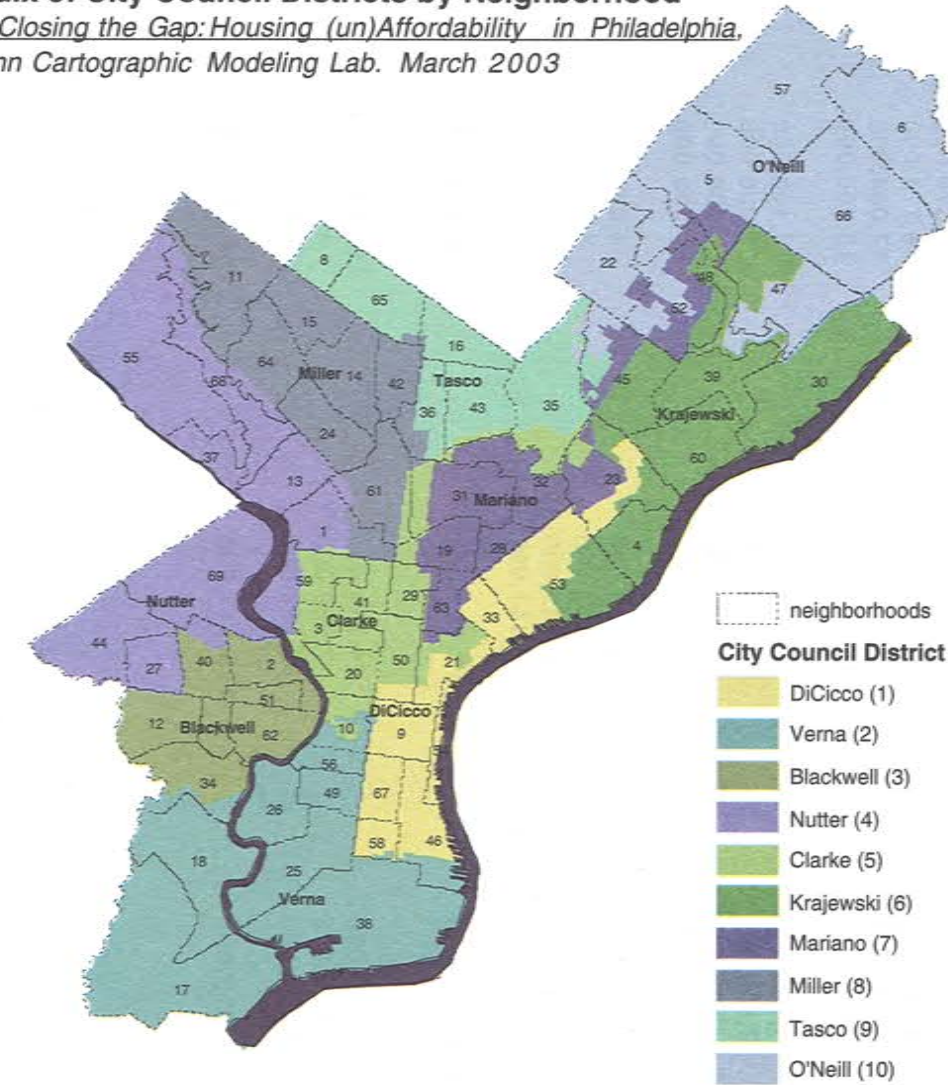 of City Council Districts by Neighborhood
Closing the Gap: Housing (un)Affordability in Philadelphia,
Cartographic Modeling Lab. March 2003
57
6
O'Neill
5
66
8
22
11
65
48
47
52
15
16
55
64
Miller 14
42
Tasco
68
45
39
30
36
43
35
Krajewski
24
37
60
13
61
31
Mariano
32
23
1
19
28
4
69
59
41
29
53
Nutter
3
Clarke
63
33
neighborhoods
44
27
40
2
20
50
21
City Council District
51
DiCicco
DiCicco (1)
12
Blackwell
62
10
9
Verna (2)
56
34
Blackwell (3)
49
67
26
Nutter (4)
58
46
18
25
Clarke (5)
Verna
38
Krajewski (6)
Mariano (7)
17
Miller (8)
Tasco (9)
O'Neill (10)